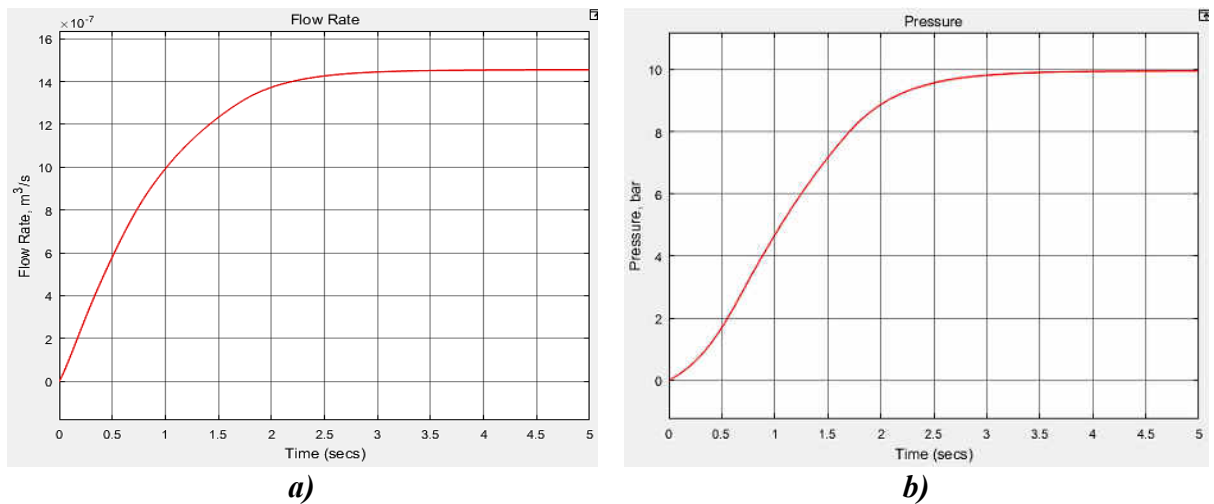 Flow Rate
×10⁻⁷
16
14
12
10
8
6
4
2
0
Flow Rate, m³/s
0 0.5 1 1.5 2 2.5 3 3.5 4 4.5 5
Time (secs)
a)
Pressure
10
8
6
4
2
0
Pressure, bar
0 0.5 1 1.5 2 2.5 3 3.5 4 4.5 5
Time (secs)
b)